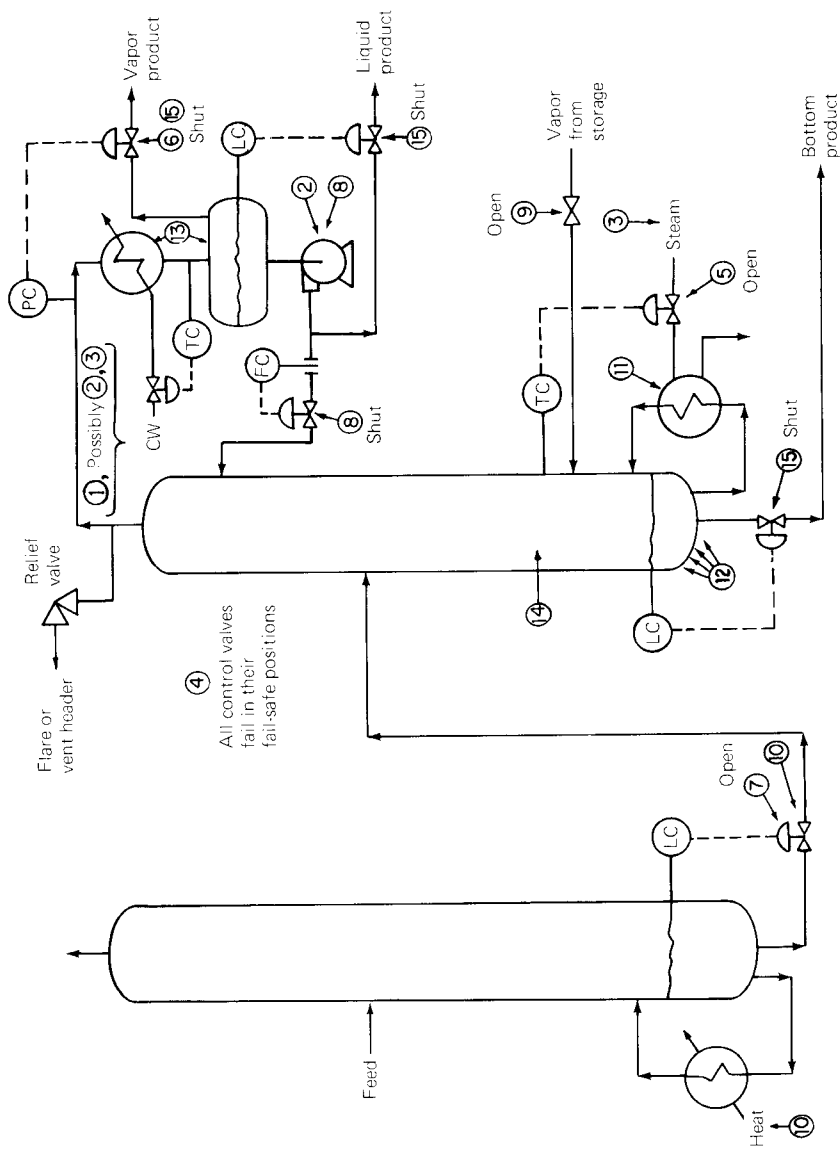 Flare or
vent header
Relief
valve
① , Possibly ②,③
PC
⑥ ⑮
Shut
Vapor
product
CW
TC
⑬
LC
②
⑧
⑮ Shut
Liquid
product
FC
⑧
Shut
④
All control valves
fail in their
fail-safe positions
Open
⑨
Vapor
from
storage
③
Steam
TC
⑤
Open
⑪
⑭
⑫
LC
⑮ Shut
Bottom
product
Feed
LC
Open
⑦
⑩
Heat
⑩